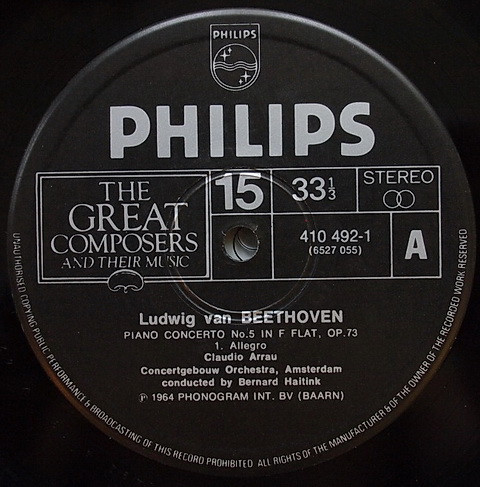 PHILIPS
PHILIPS
THE
GREAT
COMPOSERS
AND THEIR MUSIC
15
33⅓
STEREO
410 492-1
(6527 055)
A
Ludwig van BEETHOVEN
PIANO CONCERTO No.5 IN F FLAT, OP.73
1. Allegro
Claudio Arrau
Concertgebouw Orchestra, Amsterdam
conducted by Bernard Haitink
℗ 1964 PHONOGRAM INT. BV (BAARN)
UNAUTHORISED COPYING PUBLIC PERFORMANCE & BROADCASTING OF THIS RECORD PROHIBITED ALL RIGHTS OF THE MANUFACTURER & OF THE OWNER OF THE RECORDED WORK RESERVED